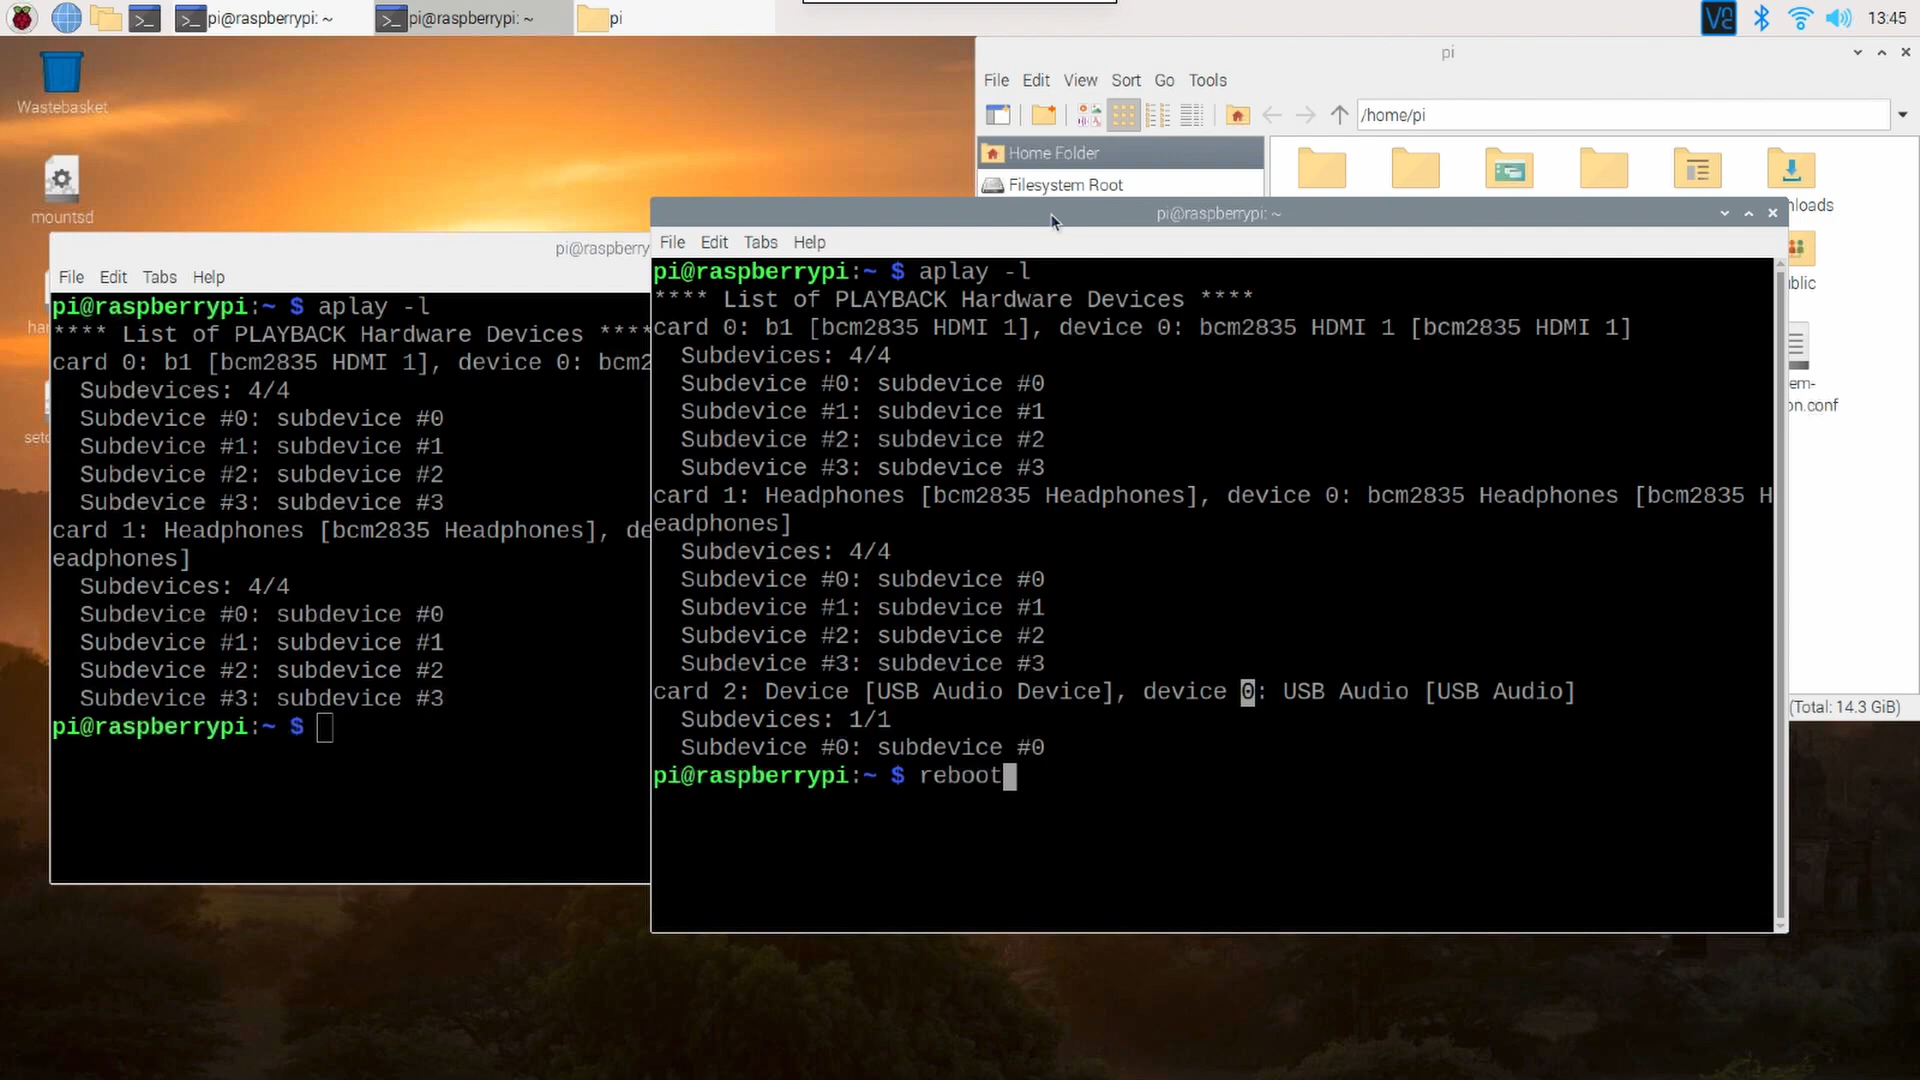 pi@raspberrypi: ~
pi@raspberrypi: ~
pi
13:45
Wastebasket
mountsd
pi
File Edit View Sort Go Tools
/home/pi
Home Folder
Filesystem Root
(Total: 14.3 GiB)
pi@raspberry
File Edit Tabs Help
pi@raspberrypi:~ $ aplay -l
**** List of PLAYBACK Hardware Devices ****
card 0: b1 [bcm2835 HDMI 1], device 0: bcm2
Subdevices: 4/4
Subdevice #0: subdevice #0
Subdevice #1: subdevice #1
Subdevice #2: subdevice #2
Subdevice #3: subdevice #3
card 1: Headphones [bcm2835 Headphones], de
eadphones]
Subdevices: 4/4
Subdevice #0: subdevice #0
Subdevice #1: subdevice #1
Subdevice #2: subdevice #2
Subdevice #3: subdevice #3
pi@raspberrypi:~ $
pi@raspberrypi: ~
File Edit Tabs Help
pi@raspberrypi:~ $ aplay -l
**** List of PLAYBACK Hardware Devices ****
card 0: b1 [bcm2835 HDMI 1], device 0: bcm2835 HDMI 1 [bcm2835 HDMI 1]
Subdevices: 4/4
Subdevice #0: subdevice #0
Subdevice #1: subdevice #1
Subdevice #2: subdevice #2
Subdevice #3: subdevice #3
card 1: Headphones [bcm2835 Headphones], device 0: bcm2835 Headphones [bcm2835 H
eadphones]
Subdevices: 4/4
Subdevice #0: subdevice #0
Subdevice #1: subdevice #1
Subdevice #2: subdevice #2
Subdevice #3: subdevice #3
card 2: Device [USB Audio Device], device 0: USB Audio [USB Audio]
Subdevices: 1/1
Subdevice #0: subdevice #0
pi@raspberrypi:~ $ reboot